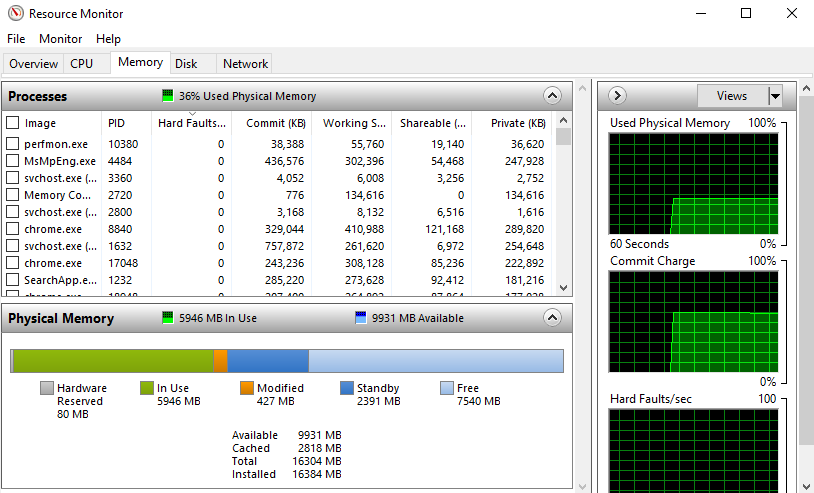 Resource Monitor
File Monitor Help
Overview CPU Memory Disk Network
Processes 36% Used Physical Memory
Image PID Hard Faults... Commit (KB) Working S... Shareable (... Private (KB)
perfmon.exe 10380 0 38,388 55,760 19,140 36,620
MsMpEng.exe 4484 0 436,576 302,396 54,468 247,928
svchost.exe (... 3360 0 4,052 6,008 3,256 2,752
Memory Co... 2720 0 776 134,616 0 134,616
svchost.exe (... 2800 0 3,168 8,132 6,516 1,616
chrome.exe 8840 0 329,044 410,988 121,168 289,820
svchost.exe (... 1632 0 757,872 261,620 6,972 254,648
chrome.exe 17048 0 243,236 308,128 85,236 222,892
SearchApp.e... 1232 0 285,220 273,628 92,412 181,216
chrome.exe
Physical Memory 5946 MB In Use 9931 MB Available
Hardware Reserved
80 MB
In Use
5946 MB
Modified
427 MB
Standby
2391 MB
Free
7540 MB
Available 9931 MB
Cached 2818 MB
Total 16304 MB
Installed 16384 MB
Views
Used Physical Memory 100%
60 Seconds 0%
Commit Charge 100%
0%
Hard Faults/sec 100